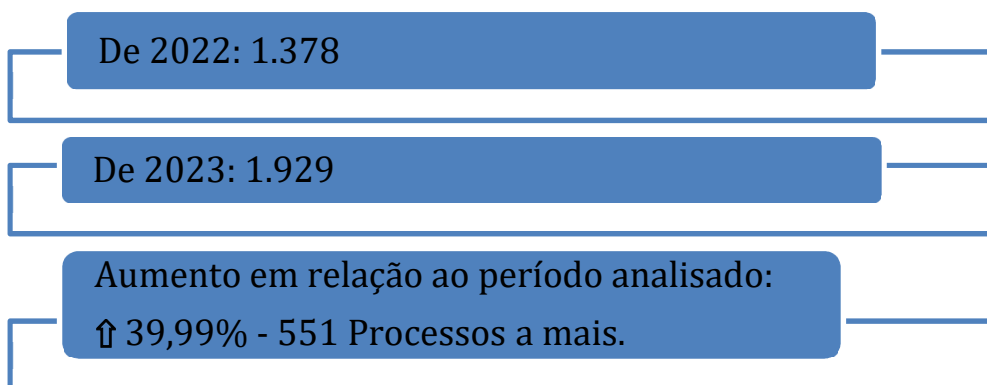 De 2022: 1.378
De 2023: 1.929
Aumento em relação ao período analisado:
⇧ 39,99% - 551 Processos a mais.